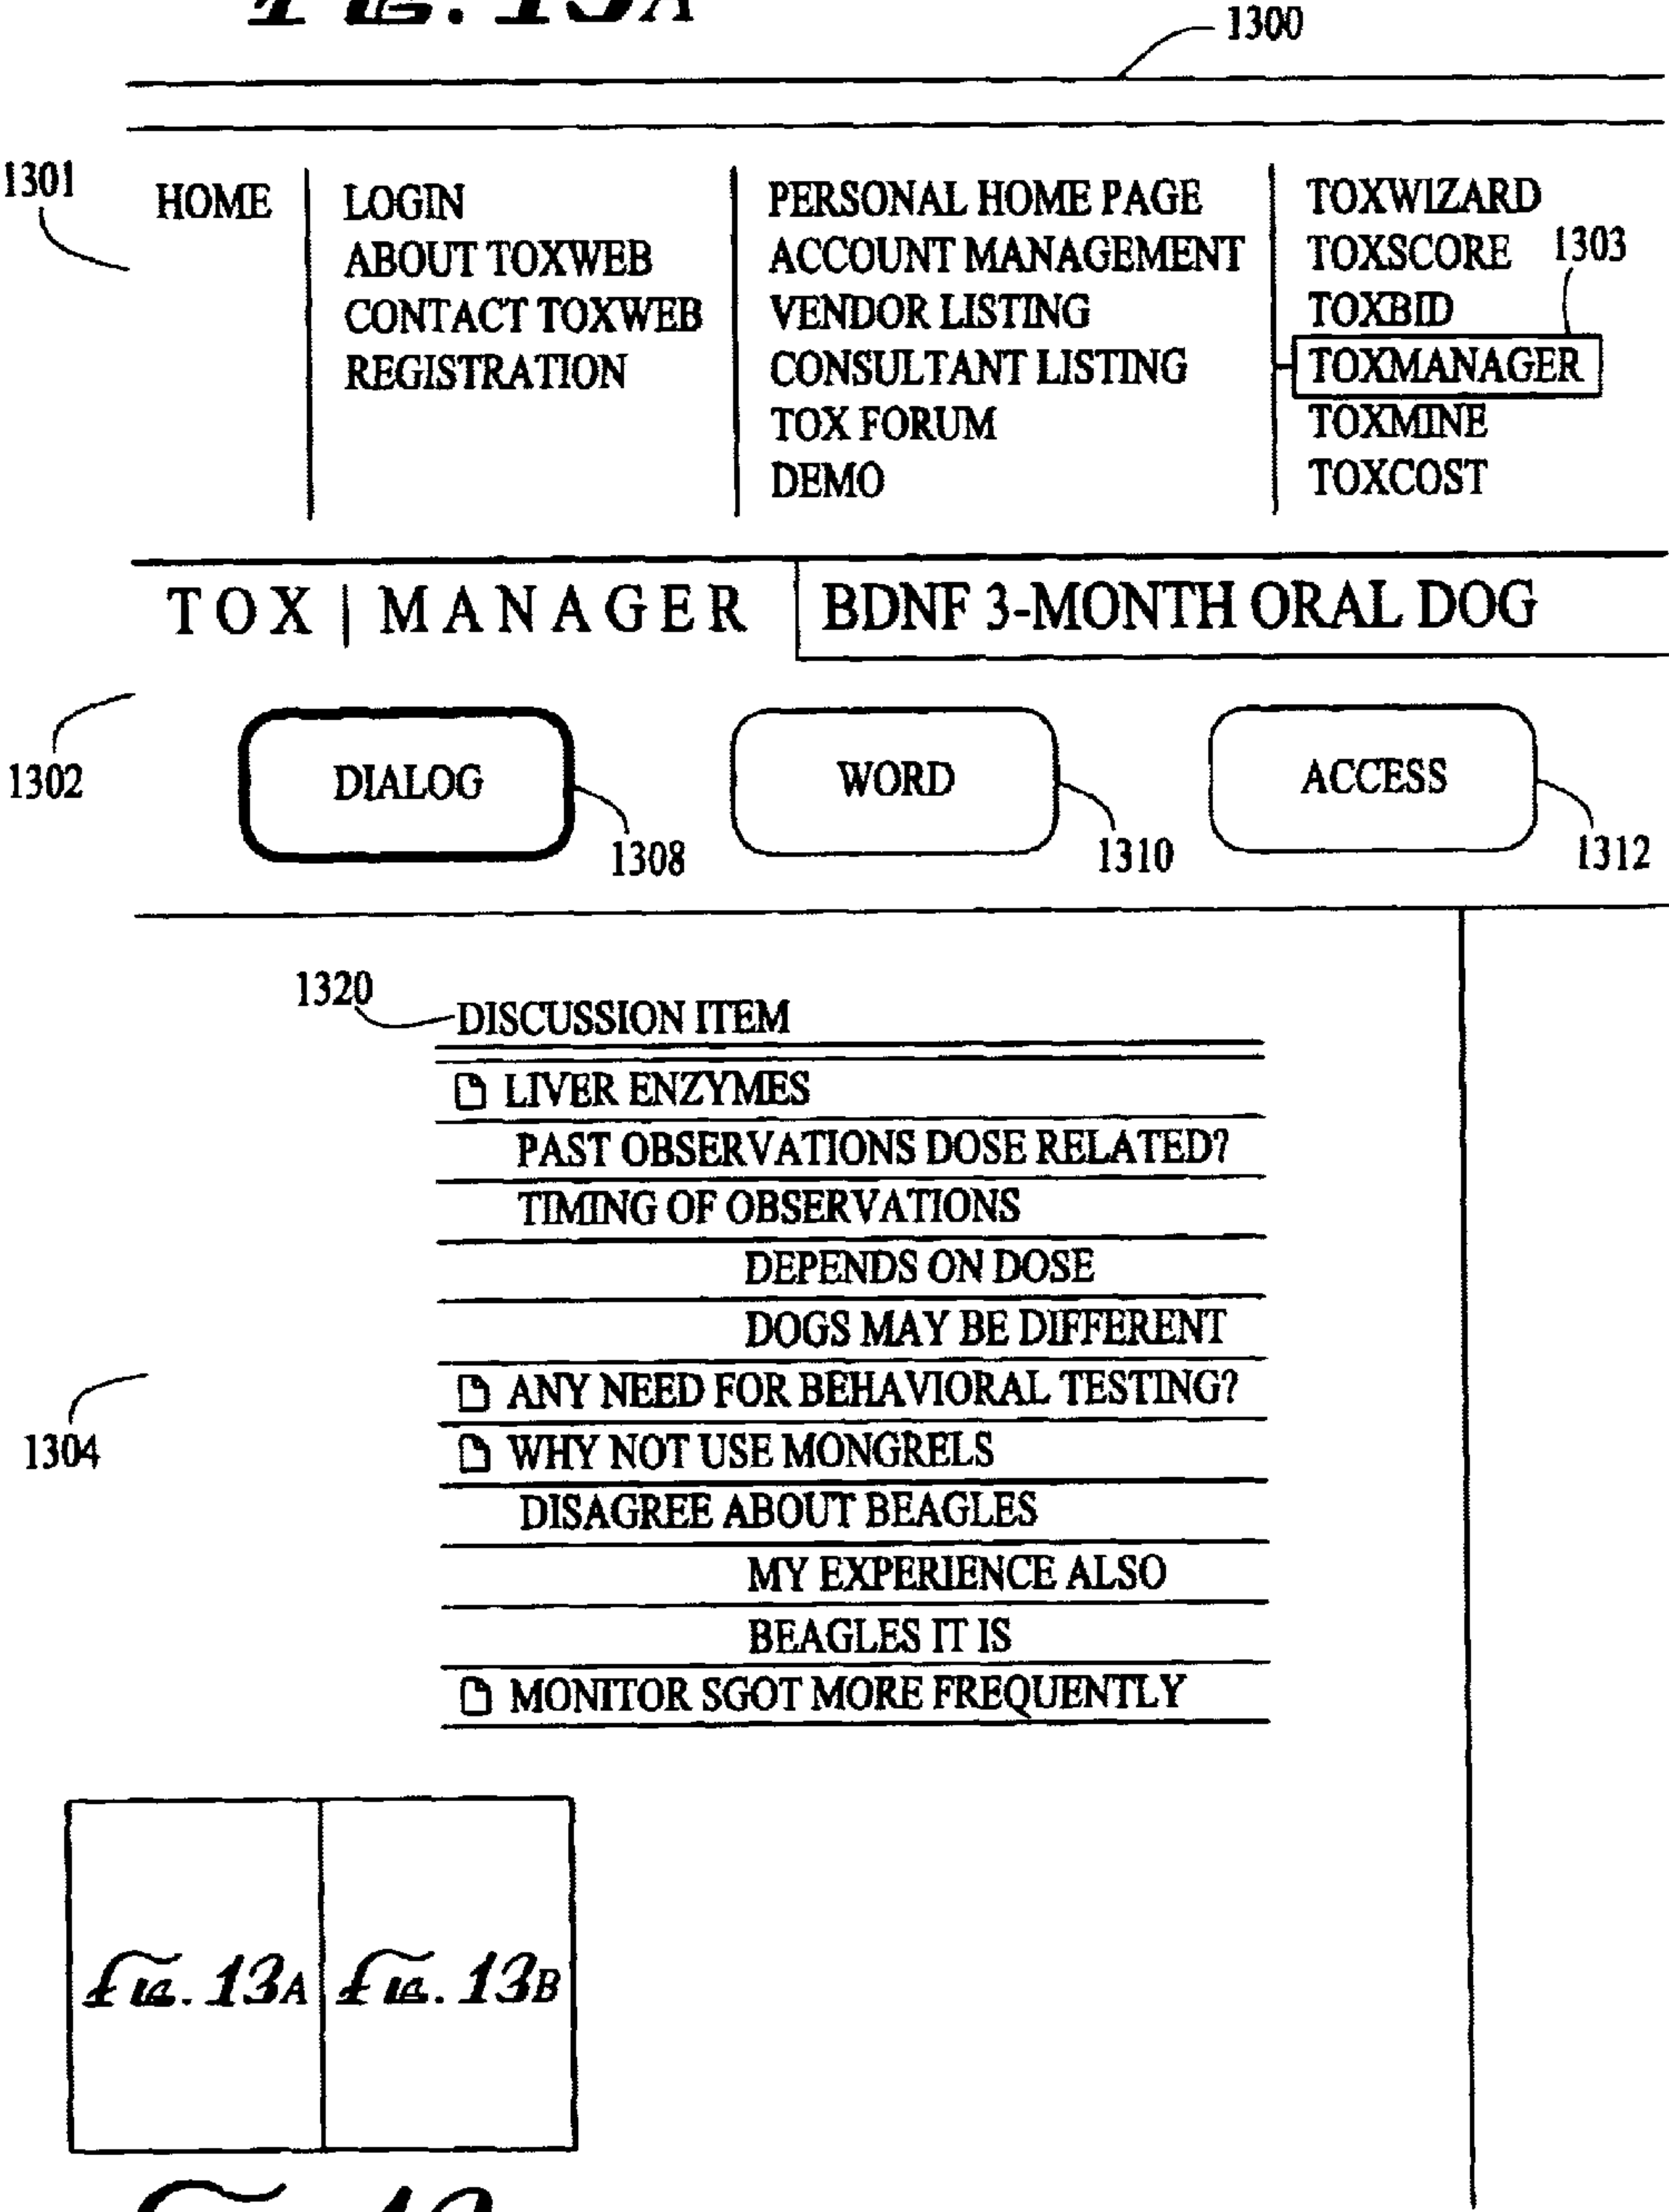 FIG. 13A
1300
1301
HOME
LOGIN
ABOUT TOXWEB
CONTACT TOXWEB
REGISTRATION
PERSONAL HOME PAGE
ACCOUNT MANAGEMENT
VENDOR LISTING
CONSULTANT LISTING
TOX FORUM
DEMO
TOXWIZARD
TOXSCORE
1303
TOXBID
TOXMANAGER
TOXMINE
TOXCOST
TOX | MANAGER
BDNF 3-MONTH ORAL DOG
1302
DIALOG
1308
WORD
1310
ACCESS
1312
1320
DISCUSSION ITEM
LIVER ENZYMES
PAST OBSERVATIONS DOSE RELATED?
TIMING OF OBSERVATIONS
DEPENDS ON DOSE
DOGS MAY BE DIFFERENT
ANY NEED FOR BEHAVIORAL TESTING?
1304
WHY NOT USE MONGRELS
DISAGREE ABOUT BEAGLES
MY EXPERIENCE ALSO
BEAGLES IT IS
MONITOR SGOT MORE FREQUENTLY
FIG. 13A
FIG. 13B